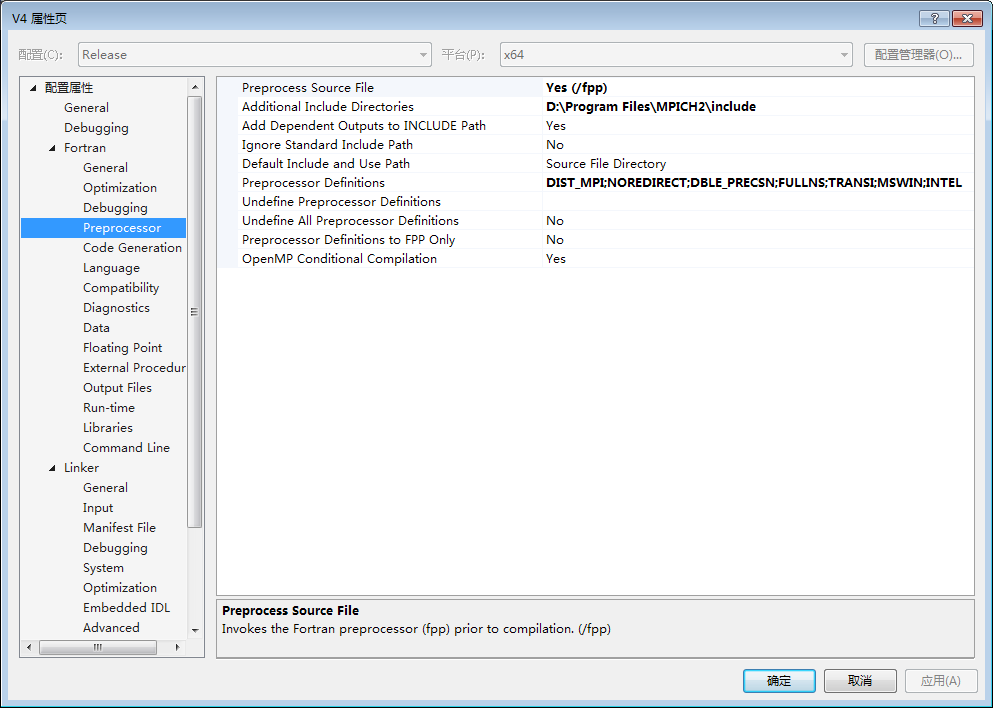 V4 属性页
配置(C): Release 平台(P): x64 配置管理器(O)...
配置属性
General
Debugging
Fortran
General
Optimization
Debugging
Preprocessor
Code Generation
Language
Compatibility
Diagnostics
Data
Floating Point
External Procedur
Output Files
Run-time
Libraries
Command Line
Linker
General
Input
Manifest File
Debugging
System
Optimization
Embedded IDL
Advanced
Preprocess Source File Yes (/fpp)
Additional Include Directories D:\Program Files\MPICH2\include
Add Dependent Outputs to INCLUDE Path Yes
Ignore Standard Include Path No
Default Include and Use Path Source File Directory
Preprocessor Definitions DIST_MPI;NOREDIRECT;DBLE_PRECSN;FULLNS;TRANSI;MSWIN;INTEL
Undefine Preprocessor Definitions
Undefine All Preprocessor Definitions No
Preprocessor Definitions to FPP Only No
OpenMP Conditional Compilation Yes
Preprocess Source File
Invokes the Fortran preprocessor (fpp) prior to compilation. (/fpp)
确定 取消 应用(A)